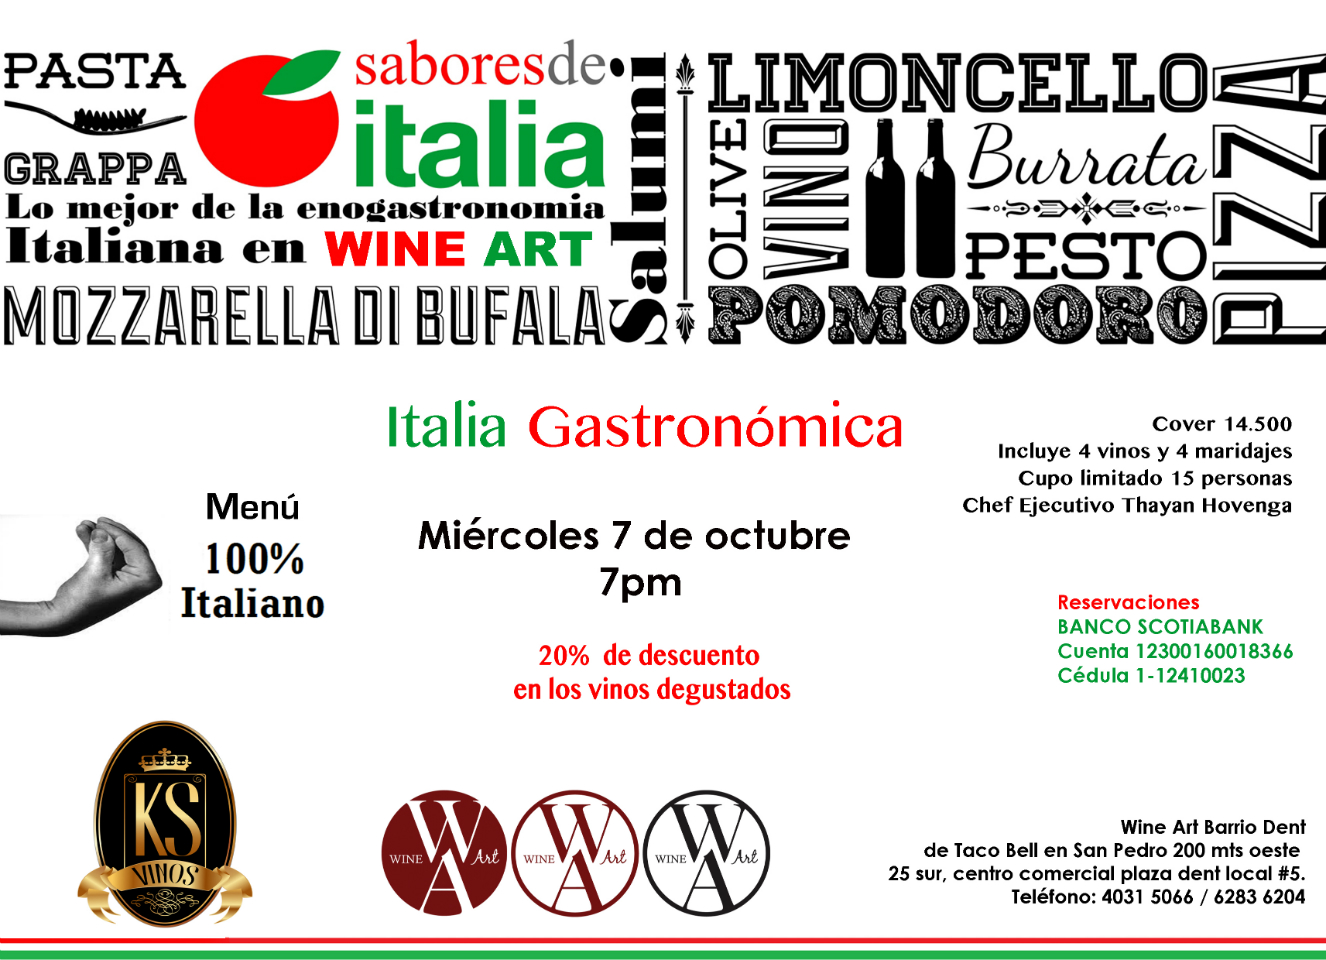 PASTA
GRAPPA
saboresde
italia
Lo mejor de la enogastronomia
Italiana en WINE ART
MOZZARELLA DI BUFALA
Salumi
LIMONCELLO
OLIVE
VINO
Burrata
PESTO
POMODORO
PIZZA
Italia Gastronómica
Cover 14.500
Incluye 4 vinos y 4 maridajes
Cupo limitado 15 personas
Chef Ejecutivo Thayan Hovenga
Menú
100%
Italiano
Miércoles 7 de octubre
7pm
20% de descuento
en los vinos degustados
Reservaciones
BANCO SCOTIABANK
Cuenta 12300160018366
Cédula 1-12410023
KS
VINOS
WA
WINE Art
WA
WINE Art
WA
WINE Art
Wine Art Barrio Dent
de Taco Bell en San Pedro 200 mts oeste
25 sur, centro comercial plaza dent local #5.
Teléfono: 4031 5066 / 6283 6204